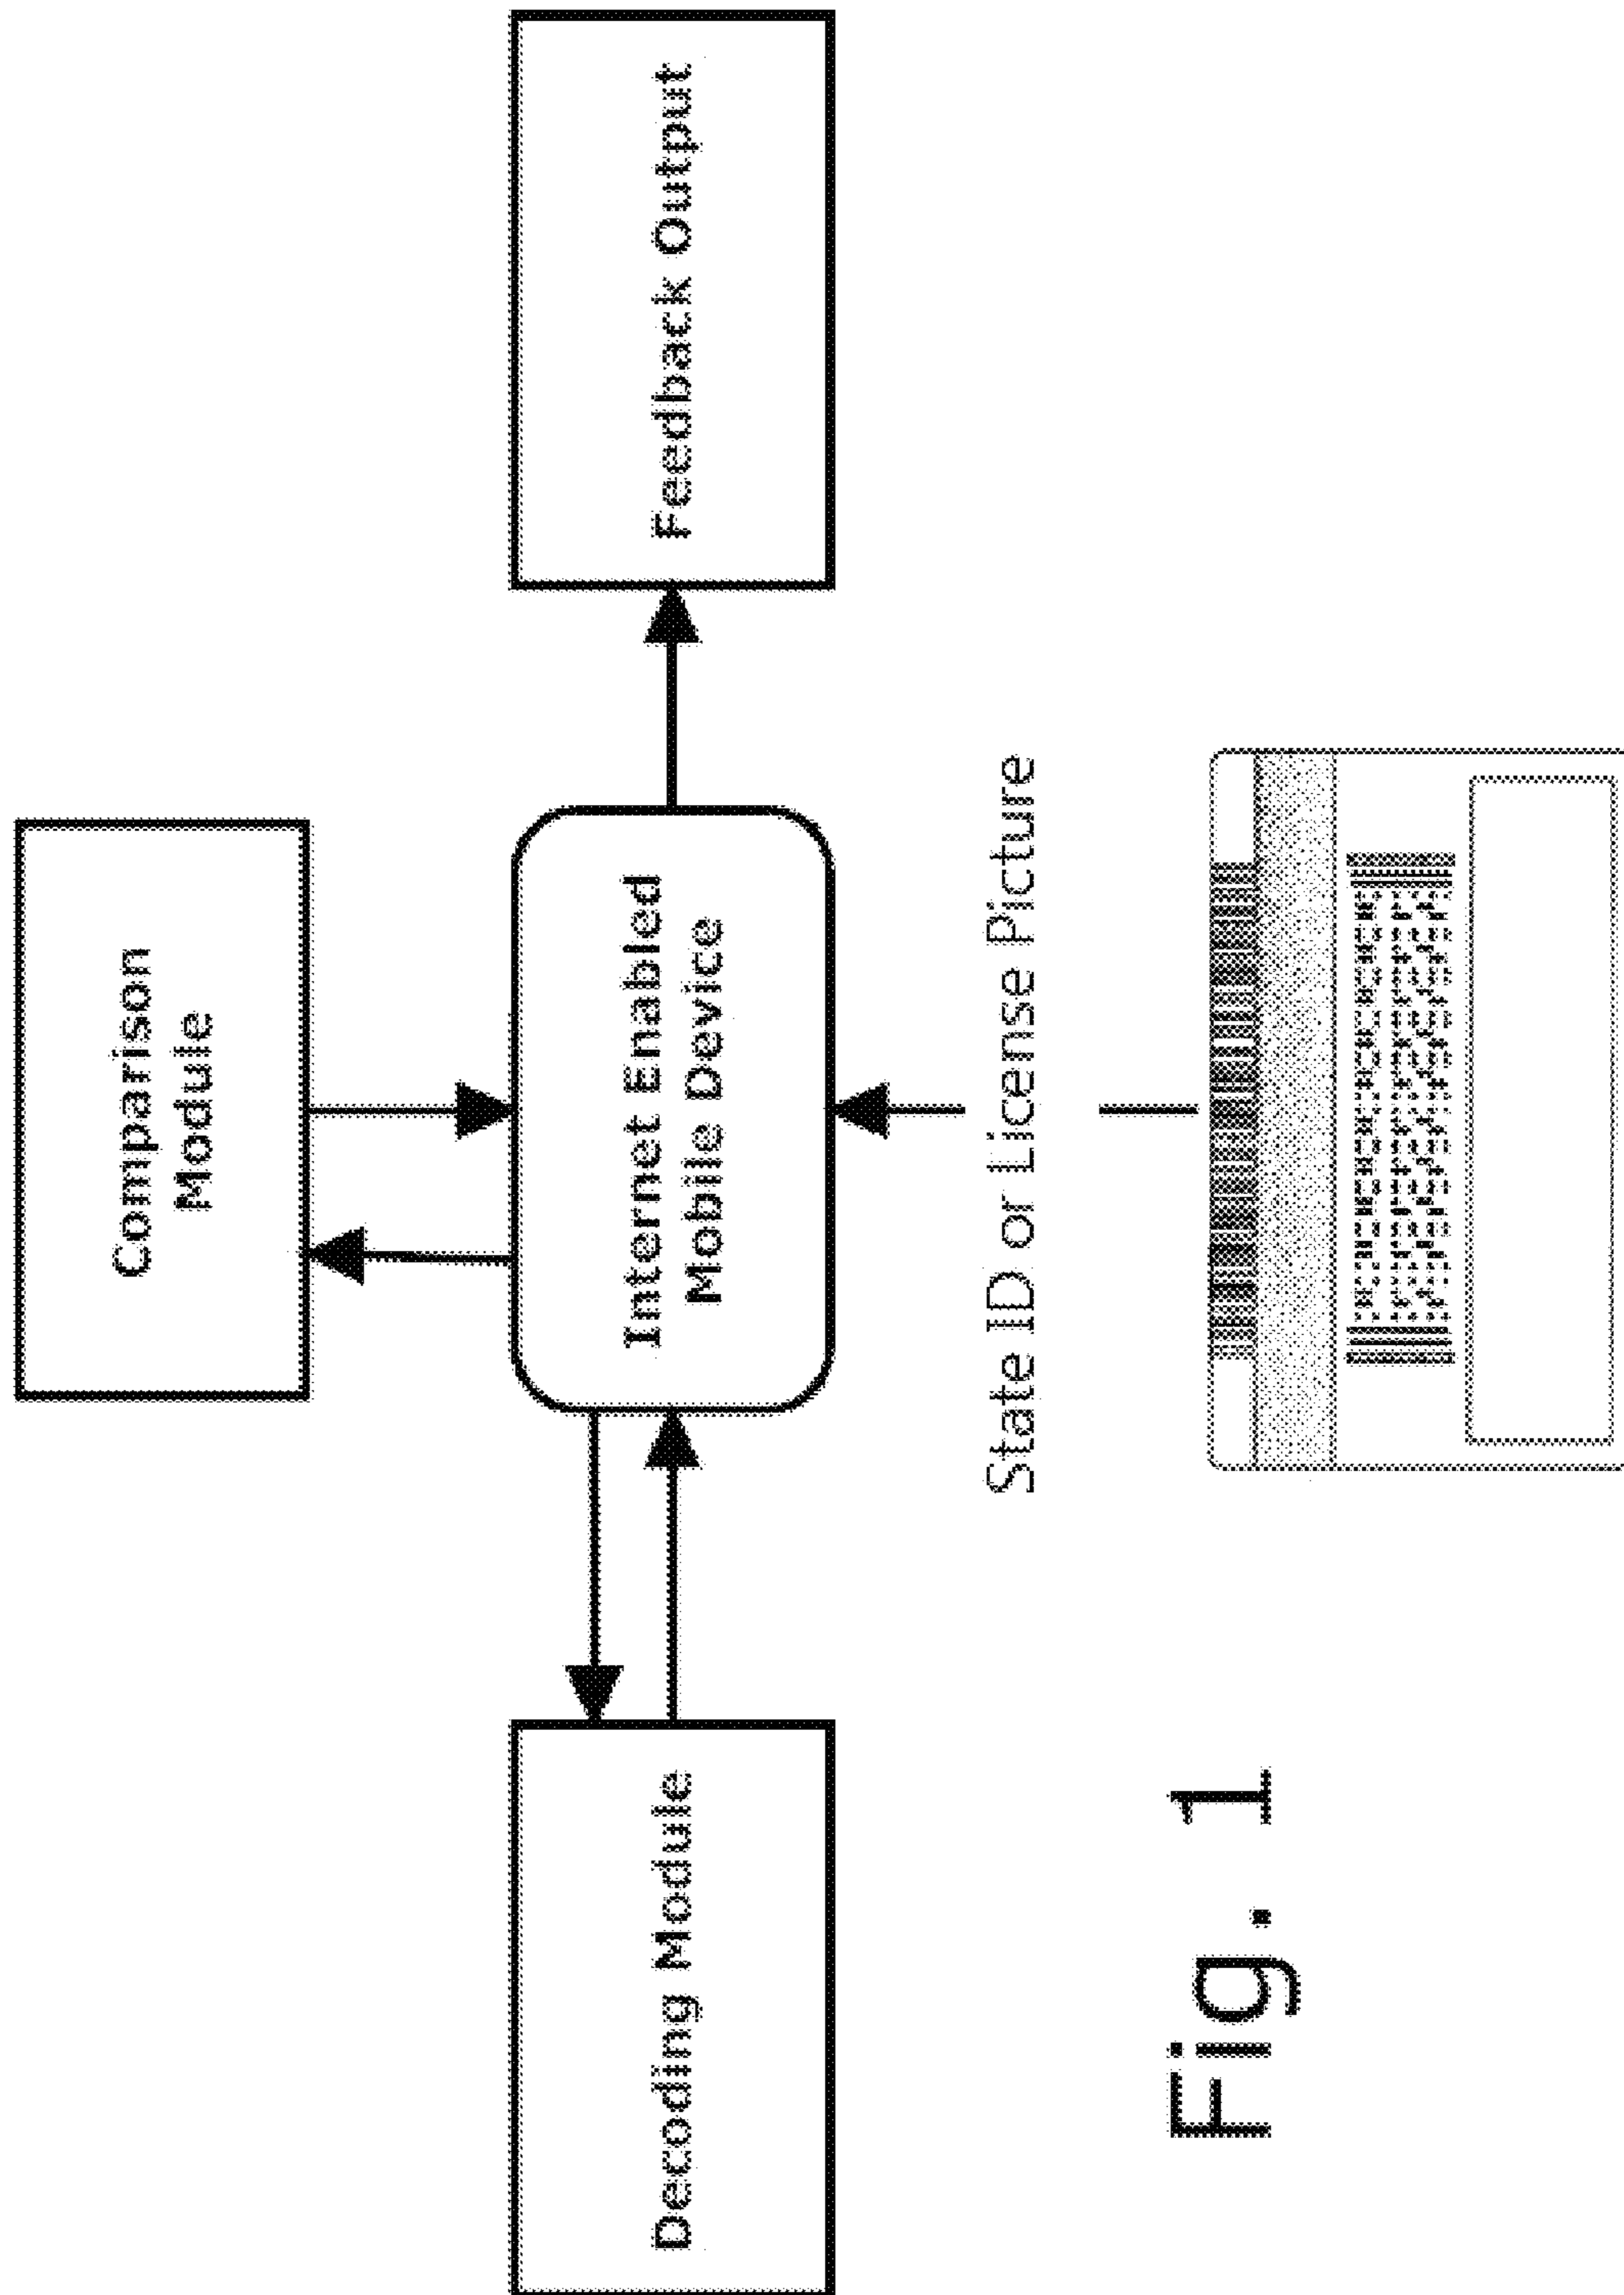 Comparison
Module
Decoding Module
Internet Enabled
Mobile Device
Feedback Output
State ID or License Picture
Fig. 1